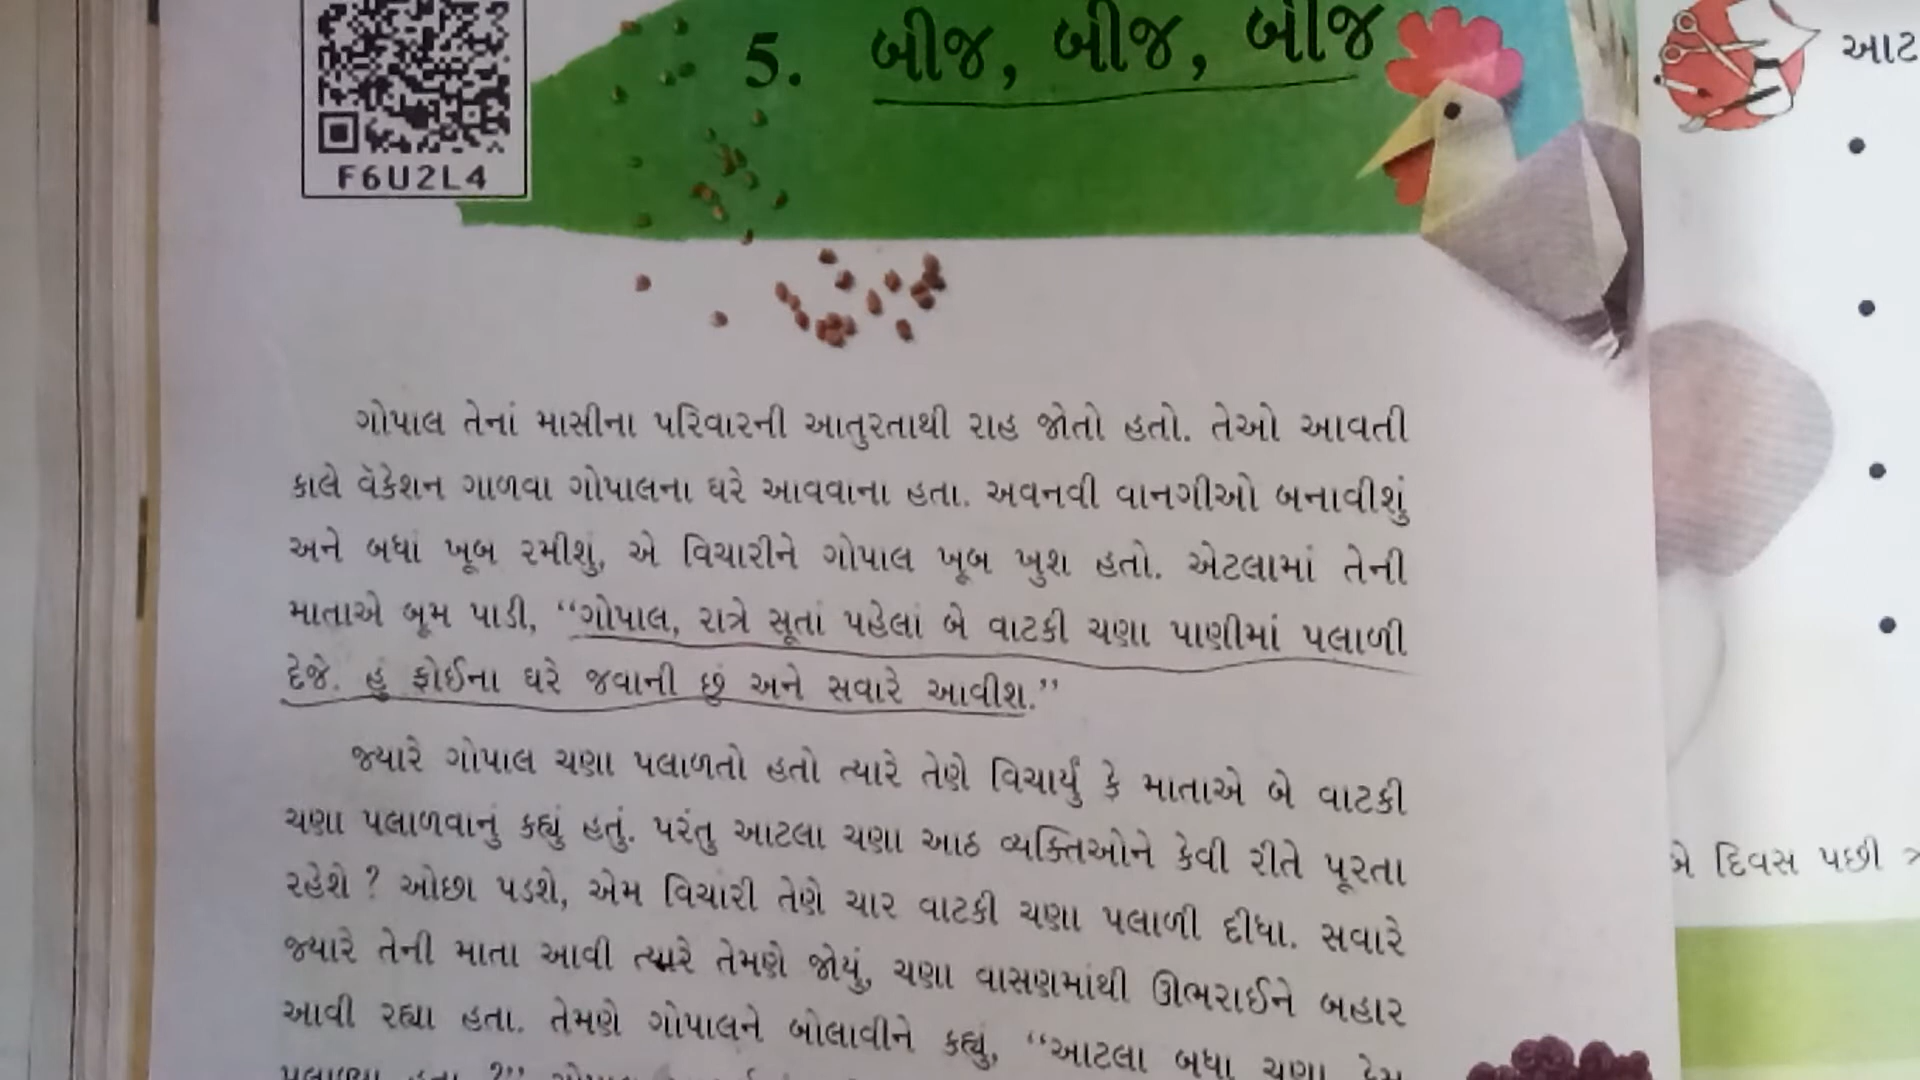 F6U2L4
5. બીજ, બીજ, બીજ
ગોપાલ તેનાં માસીના પરિવારની આતુરતાથી રાહ જોતો હતો. તેઓ આવતી
કાલે વૅકેશન ગાળવા ગોપાલના ઘરે આવવાના હતા. અવનવી વાનગીઓ બનાવીશું
અને બધાં ખૂબ રમીશું, એ વિચારીને ગોપાલ ખૂબ ખુશ હતો. એટલામાં તેની
માતાએ બૂમ પાડી, “ગોપાલ, રાત્રે સૂતાં પહેલાં બે વાટકી ચણા પાણીમાં પલાળી
દેજે. હું ફોઈના ઘરે જવાની છું અને સવારે આવીશ.”
જ્યારે ગોપાલ ચણા પલાળતો હતો ત્યારે તેણે વિચાર્યું કે માતાએ બે વાટકી
ચણા પલાળવાનું કહ્યું હતું. પરંતુ આટલા ચણા આઠ વ્યક્તિઓને કેવી રીતે પૂરતા
રહેશે ? ઓછા પડશે, એમ વિચારી તેણે ચાર વાટકી ચણા પલાળી દીધા. સવારે
જ્યારે તેની માતા આવી ત્યારે તેમણે જોયું, ચણા વાસણમાંથી ઊભરાઈને બહાર
આવી રહ્યા હતા. તેમણે ગોપાલને બોલાવીને કહ્યું, “આટલા બધા ચણા કેમ
આટ
બે દિવસ પછી